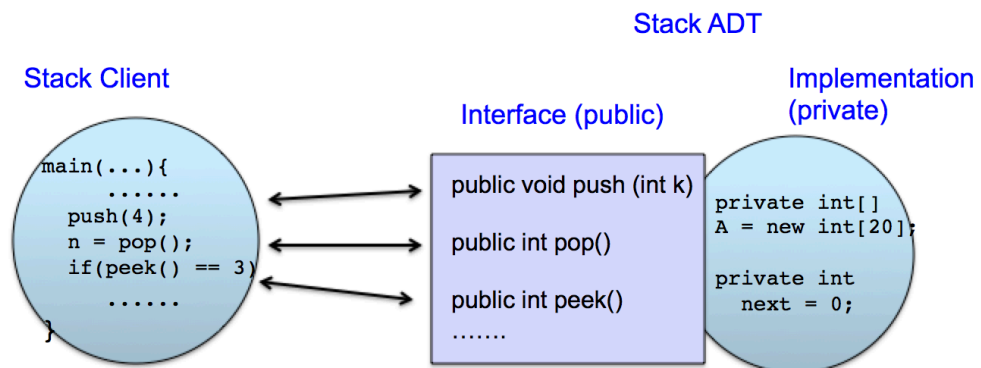 Stack ADT
Stack Client
Implementation
(private)
Interface (public)
main(...){
......
push(4);
n = pop();
if(peek() == 3)
......
}
public void push (int k)
public int pop()
public int peek()
.......
private int[]
A = new int[20];
private int
next = 0;